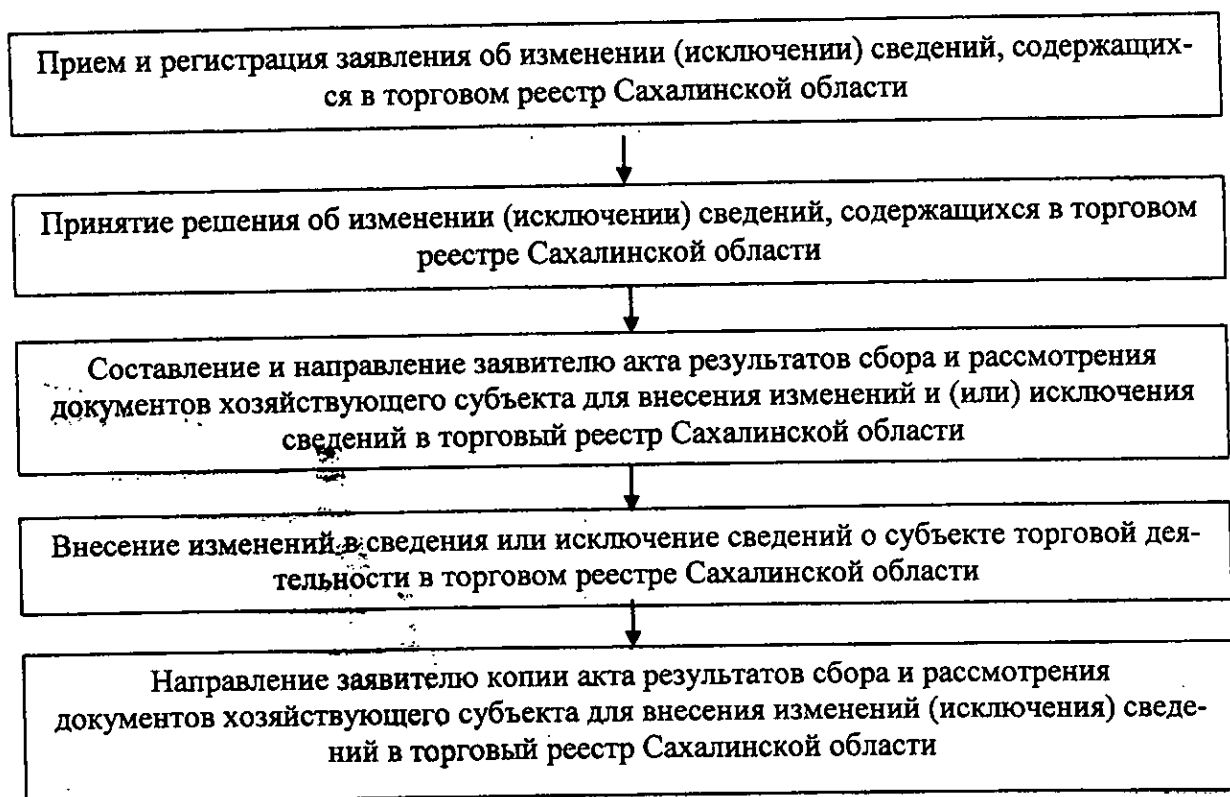 Прием и регистрация заявления об изменении (исключении) сведений, содержащих-
ся в торговом реестр Сахалинской области
Принятие решения об изменении (исключении) сведений, содержащихся в торговом
реестре Сахалинской области
Составление и направление заявителю акта результатов сбора и рассмотрения
документов хозяйствующего субъекта для внесения изменений и (или) исключения
сведений в торговый реестр Сахалинской области
Внесение изменений в сведения или исключение сведений о субъекте торговой дея-
тельности в торговом реестре Сахалинской области
Направление заявителю копии акта результатов сбора и рассмотрения
документов хозяйствующего субъекта для внесения изменений (исключения) сведе-
ний в торговый реестр Сахалинской области